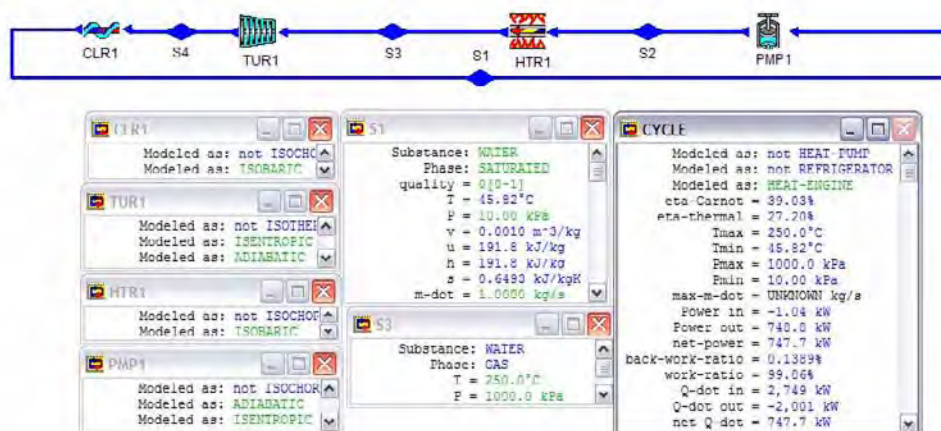 CLR1
S4
TUR1
S3
S1
HTR1
S2
PMP1
CLR1
Modeled as: not ISOCHO
Modeled as: ISOBARIC
TUR1
Modeled as: not ISOTHE
Modeled as: ISENTROPIC
Modeled as: ADIABATIC
HTR1
Modeled as: not ISOCHOR
Modeled as: ISOBARIC
PMP1
Modeled as: not ISOCHOR
Modeled as: ADIABATIC
Modeled as: ISENTROPIC
S1
Substance: WATER
Phase: SATURATED
quality = 0[0-1]
T = 45.82°C
P = 10.00 kPa
v = 0.0010 m^3/kg
u = 191.8 kJ/kg
h = 191.8 kJ/kg
s = 0.6493 kJ/kgK
m-dot = 1.0000 kg/s
S3
Substance: WATER
Phase: GAS
T = 250.0°C
P = 1000.0 kPa
CYCLE
Modeled as: not HEAT-PUMP
Modeled as: not REFRIGERATOR
Modeled as: HEAT-ENGINE
eta-Carnot = 39.03%
eta-thermal = 27.20%
Tmax = 250.0°C
Tmin = 45.82°C
Pmax = 1000.0 kPa
Pmin = 10.00 kPa
max-m-dot = UNKNOWN kg/s
Power in = -1.04 kW
Power out = 748.8 kW
net-power = 747.7 kW
back-work-ratio = 0.1389%
work-ratio = 99.86%
Q-dot in = 2,749 kW
Q-dot out = -2,001 kW
net Q-dot = 747.7 kW